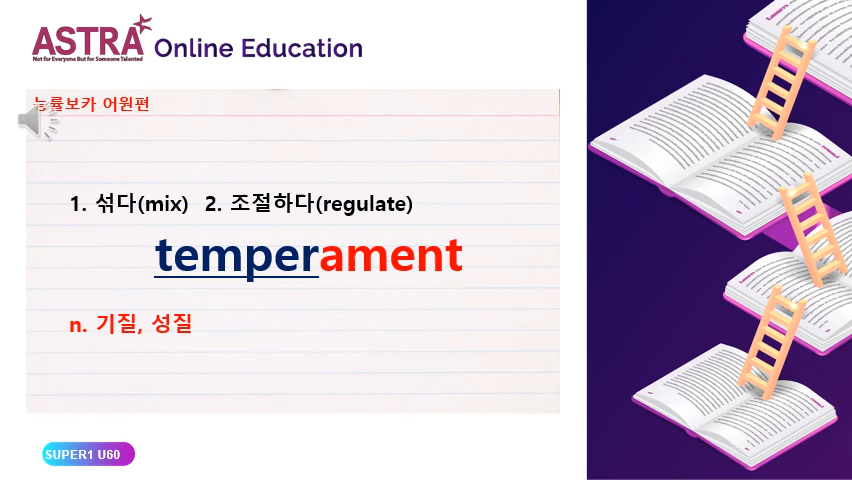 ASTRA
Not for Everyone But for Someone Talented
Online Education
능률보카 어원편
1. 섞다(mix) 2. 조절하다(regulate)
temperament
n. 기질, 성질
SUPER1 U60